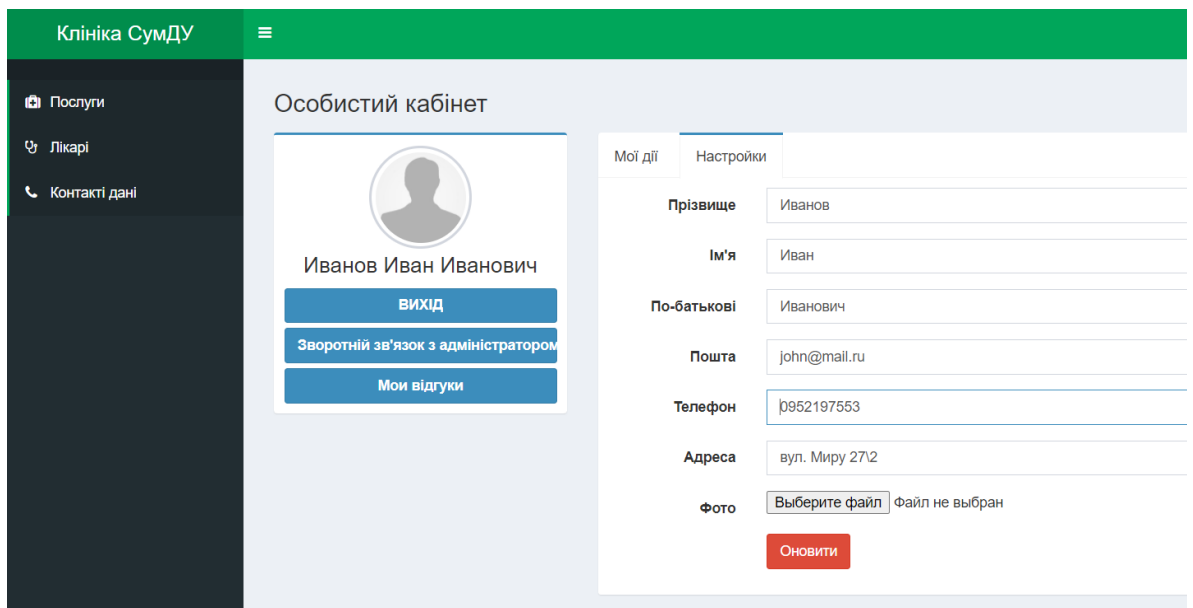 Клініка СумДУ
Послуги
Лікарі
Контакті дані
Особистий кабінет
Иванов Иван Иванович
ВИХІД
Зворотній зв'язок з адміністратором
Мои відгуки
Мої дії Настройки
Прізвище Иванов
Ім'я Иван
По-батькові Иванович
Пошта john@mail.ru
Телефон 0952197553
Адреса вул. Миру 27\2
Фото Выберите файл Файл не выбран
Оновити